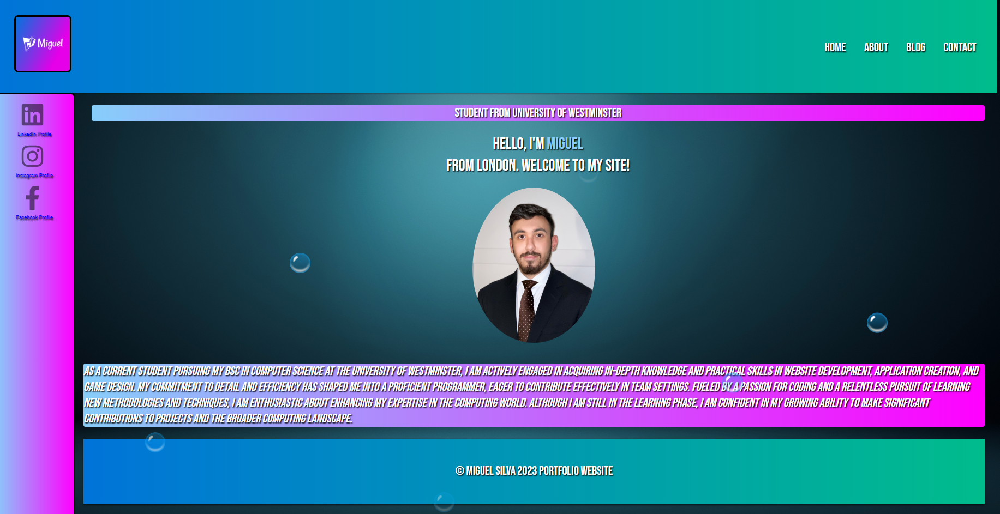 Miguel
HOME ABOUT BLOG CONTACT
LinkedIn Profile
Instagram Profile
Facebook Profile
STUDENT FROM UNIVERSITY OF WESTMINSTER
HELLO, I'M MIGUEL
FROM LONDON. WELCOME TO MY SITE!
AS A CURRENT STUDENT PURSUING MY BSC IN COMPUTER SCIENCE AT THE UNIVERSITY OF WESTMINSTER, I AM ACTIVELY ENGAGED IN ACQUIRING IN-DEPTH KNOWLEDGE AND PRACTICAL SKILLS IN WEBSITE DEVELOPMENT, APPLICATION CREATION, AND
GAME DESIGN. MY COMMITMENT TO DETAIL AND EFFICIENCY HAS SHAPED ME INTO A PROFICIENT PROGRAMMER, EAGER TO CONTRIBUTE EFFECTIVELY IN TEAM SETTINGS. FUELED BY A PASSION FOR CODING AND A RELENTLESS PURSUIT OF LEARNING
NEW METHODOLOGIES AND TECHNIQUES, I AM ENTHUSIASTIC ABOUT ENHANCING MY EXPERTISE IN THE COMPUTING WORLD. ALTHOUGH I AM STILL IN THE LEARNING PHASE, I AM CONFIDENT IN MY GROWING ABILITY TO MAKE SIGNIFICANT
CONTRIBUTIONS TO PROJECTS AND THE BROADER COMPUTING LANDSCAPE.
© MIGUEL SILVA 2023 PORTFOLIO WEBSITE